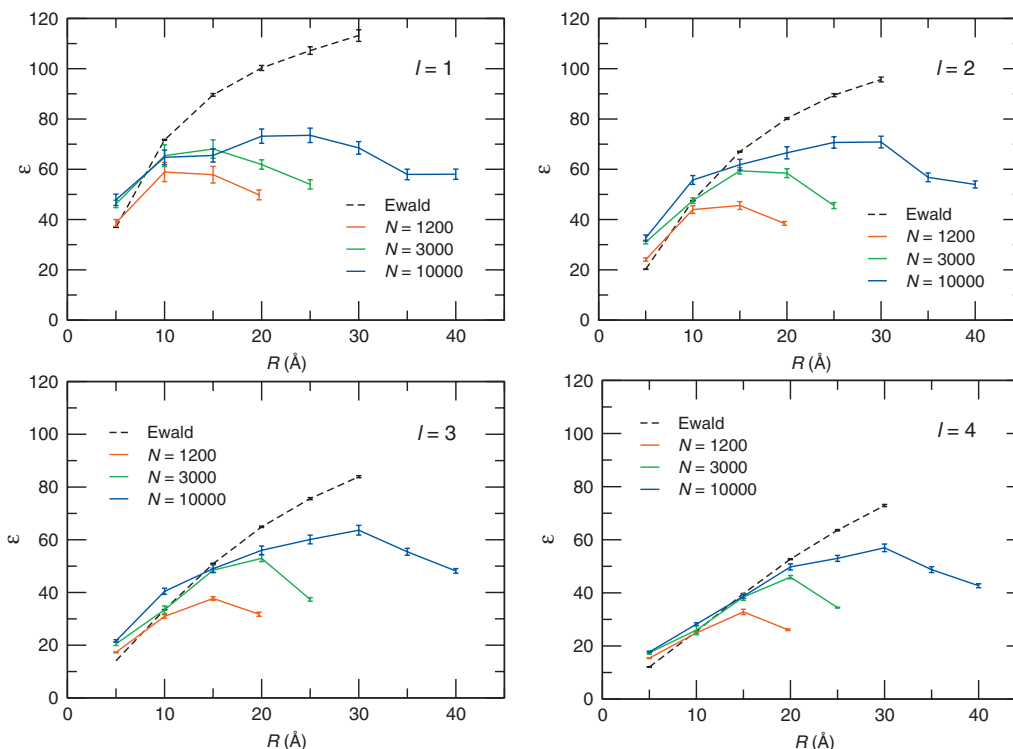 120
100
80
60
40
20
0
ε
l = 1
Ewald
N = 1200
N = 3000
N = 10000
0 10 20 30 40
R (Å)
120
100
80
60
40
20
0
ε
l = 2
Ewald
N = 1200
N = 3000
N = 10000
0 10 20 30 40
R (Å)
120
100
80
60
40
20
0
ε
l = 3
Ewald
N = 1200
N = 3000
N = 10000
0 10 20 30 40
R (Å)
120
100
80
60
40
20
0
ε
l = 4
Ewald
N = 1200
N = 3000
N = 10000
0 10 20 30 40
R (Å)